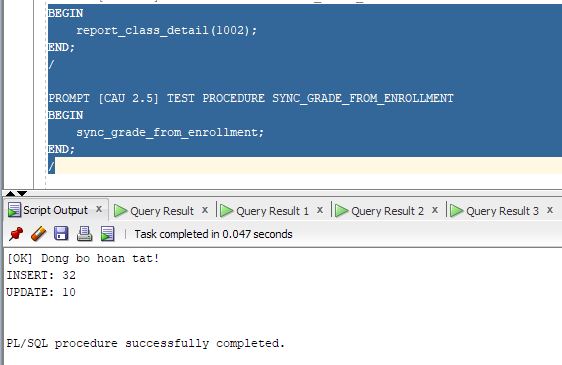 BEGIN
report_class_detail(1002);
END;
/
PROMPT [CAU 2.5] TEST PROCEDURE SYNC_GRADE_FROM_ENROLLMENT
BEGIN
sync_grade_from_enrollment;
END;
/
Script Output x Query Result x Query Result 1 x Query Result 2 x Query Result 3 x
Task completed in 0.047 seconds
[OK] Dong bo hoan tat!
INSERT: 32
UPDATE: 10
PL/SQL procedure successfully completed.